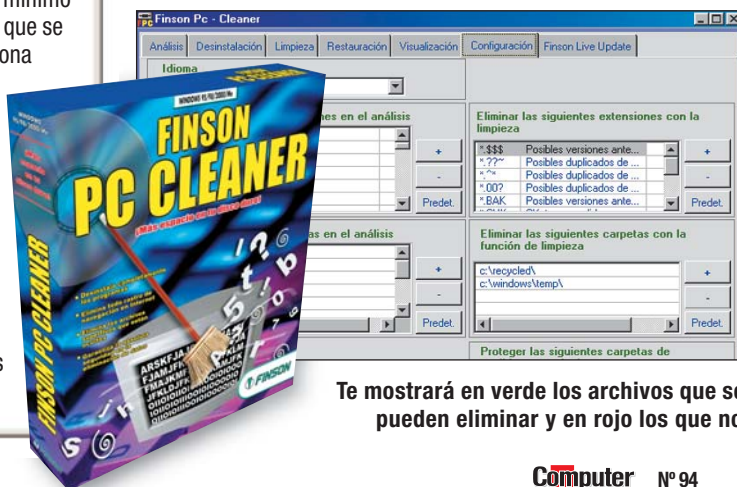 mínimo
que se
ona
s
Finson Pc - Cleaner
Análisis Desinstalación Limpieza Restauración Visualización Configuración Finson Live Update
Idioma
nes en el análisis
+
-
Predet.
Eliminar las siguientes extensiones con la
limpieza
*.$$$ Posibles versiones ante...
*.??~ Posibles duplicados de ...
*.^* Posibles duplicados de ...
*.00? Posibles duplicados de ...
*.BAK Posibles versiones ante...
+
-
Predet.
as en el análisis
+
-
Predet.
Eliminar las siguientes carpetas con la
función de limpieza
c:\recycled\
c:\windows\temp\
+
-
Predet.
Proteger las siguientes carpetas de
WINDOWS 95/98/2000/Me
FINSON
PC CLEANER
¡Más espacio en tu disco duro!
FINSON PC CLEANER
FINSON
Te mostrará en verde los archivos que se
pueden eliminar y en rojo los que no
Computer Nº 94